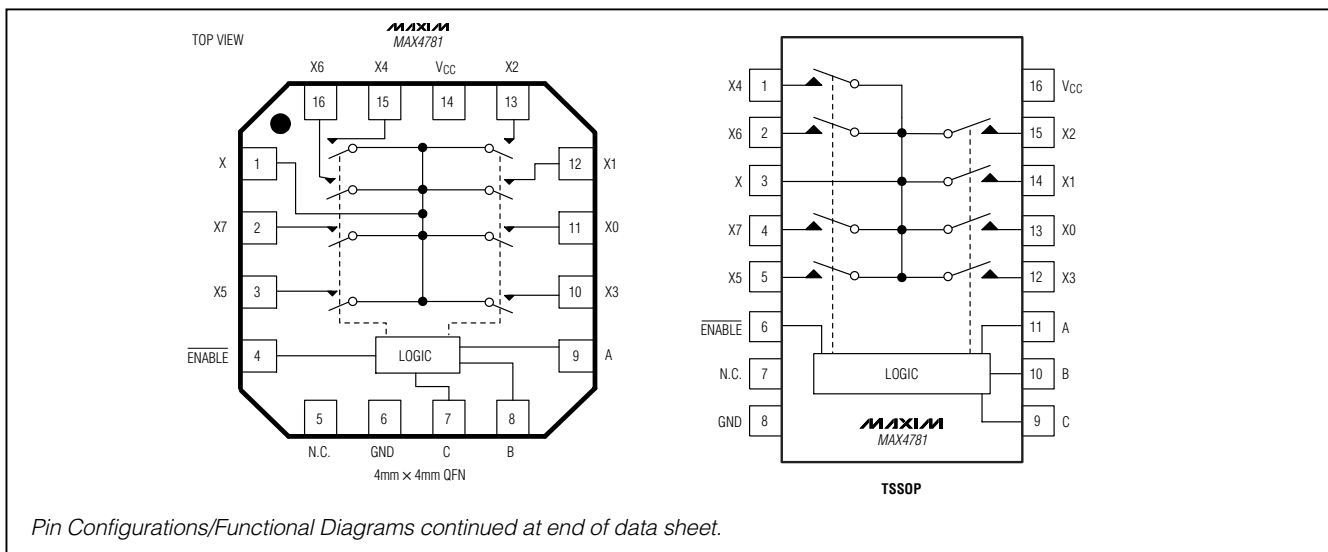 TOP VIEW
MAXIM
MAX4781
X6 X4 VCC X2
16 15 14 13
X 1
12 X1
X7 2
11 X0
X5 3
10 X3
ENABLE 4
LOGIC
9 A
5 6 7 8
N.C. GND C B
4mm × 4mm QFN
X4 1
16 VCC
X6 2
15 X2
X 3
14 X1
X7 4
13 X0
X5 5
12 X3
ENABLE 6
11 A
N.C. 7
LOGIC
10 B
GND 8
MAXIM
MAX4781
9 C
TSSOP
Pin Configurations/Functional Diagrams continued at end of data sheet.